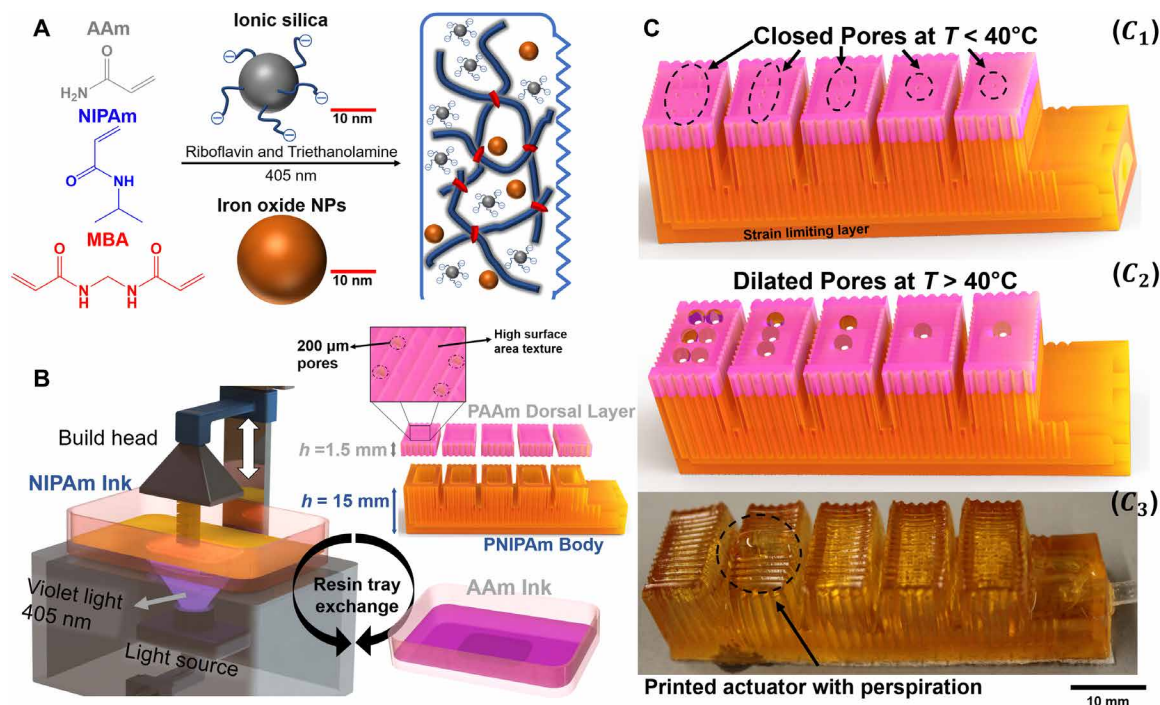 A
AAm
O
H₂N
NIPAm
O
NH
MBA
O
O
N
H
N
H
Ionic silica
10 nm
Riboflavin and Triethanolamine
405 nm
Iron oxide NPs
10 nm
B
Build head
NIPAm Ink
Violet light
405 nm
Light source
200 µm
pores
High surface
area texture
PAAm Dorsal Layer
h =1.5 mm
h = 15 mm
PNIPAm Body
Resin tray
exchange
AAm Ink
C
Closed Pores at T < 40°C
(C₁)
Strain limiting layer
Dilated Pores at T > 40°C
(C₂)
(C₃)
Printed actuator with perspiration
10 mm